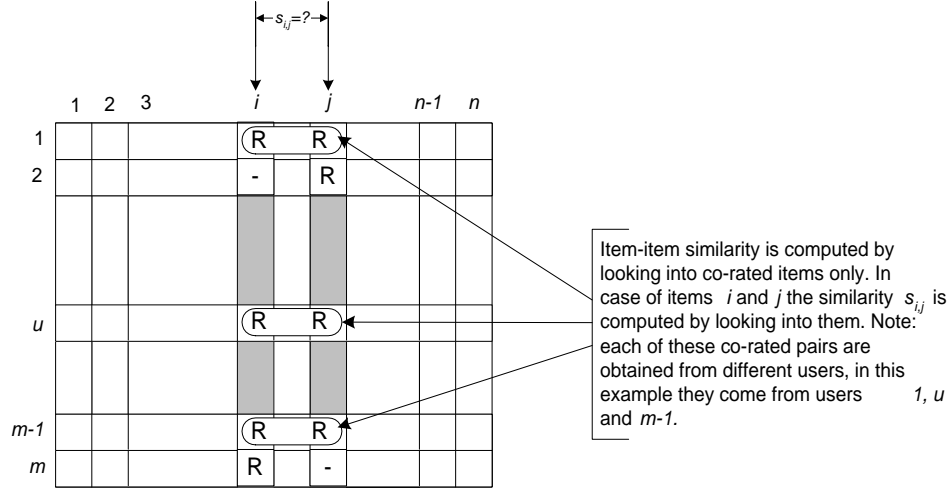 s_{i,j}=?
1 2 3 i j n-1 n
1 R R
2 - R
u R R
m-1 R R
m R -
Item-item similarity is computed by
looking into co-rated items only. In
case of items i and j the similarity s_{i,j} is
computed by looking into them. Note:
each of these co-rated pairs are
obtained from different users, in this
example they come from users 1, u
and m-1.